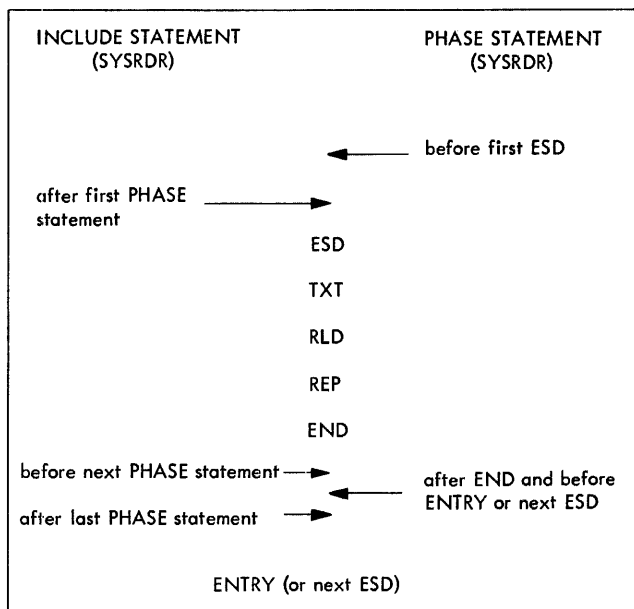 INCLUDE STATEMENT
(SYSRDR)
PHASE STATEMENT
(SYSRDR)
before first ESD
after first PHASE
statement
ESD
TXT
RLD
REP
END
before next PHASE statement
after END and before
ENTRY or next ESD
after last PHASE statement
ENTRY (or next ESD)